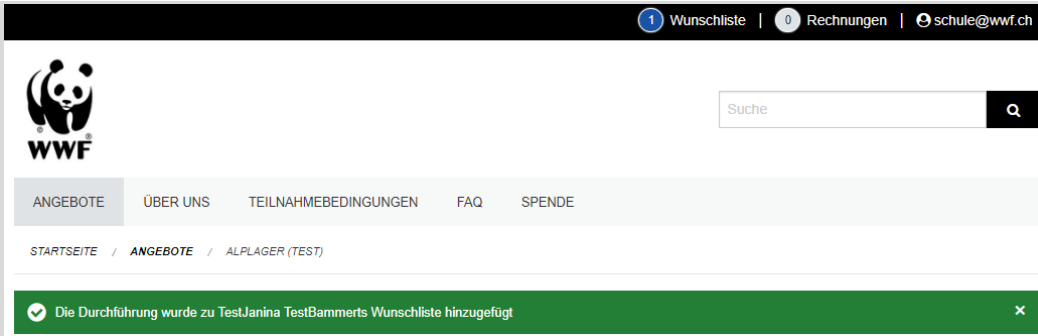 1 Wunschliste | 0 Rechnungen | schule@wwf.ch
WWF
Suche
ANGEBOTE ÜBER UNS TEILNAHMEBEDINGUNGEN FAQ SPENDE
STARTSEITE / ANGEBOTE / ALPLAGER (TEST)
Die Durchführung wurde zu TestJanina TestBammerts Wunschliste hinzugefügt ×